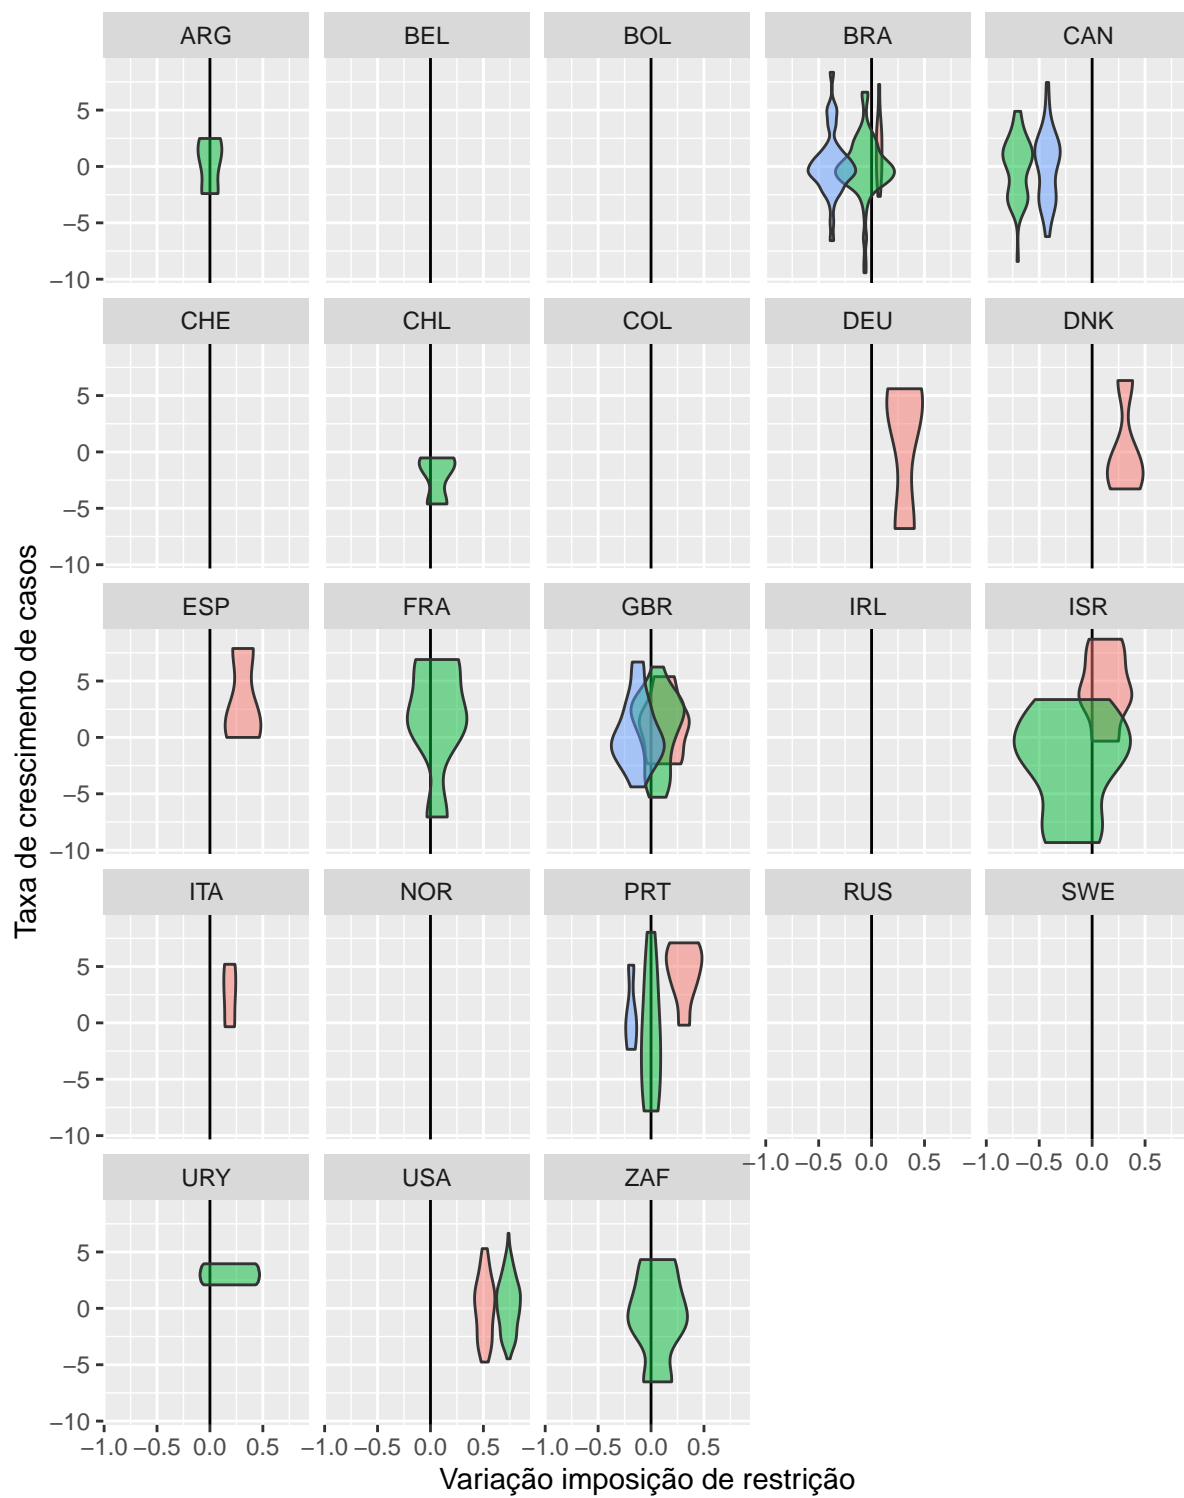 ARG BEL BOL BRA CAN
5
0
−5
−10
CHE CHL COL DEU DNK
5
0
−5
−10
ESP FRA GBR IRL ISR
5
0
−5
−10
ITA NOR PRT RUS SWE
5
0
−5
−10
−1.0 −0.5 0.0 0.5 −1.0 −0.5 0.0 0.5
URY USA ZAF
5
0
−5
−10
−1.0 −0.5 0.0 0.5 −1.0 −0.5 0.0 0.5 −1.0 −0.5 0.0 0.5
Variação imposição de restrição
Taxa de crescimento de casos